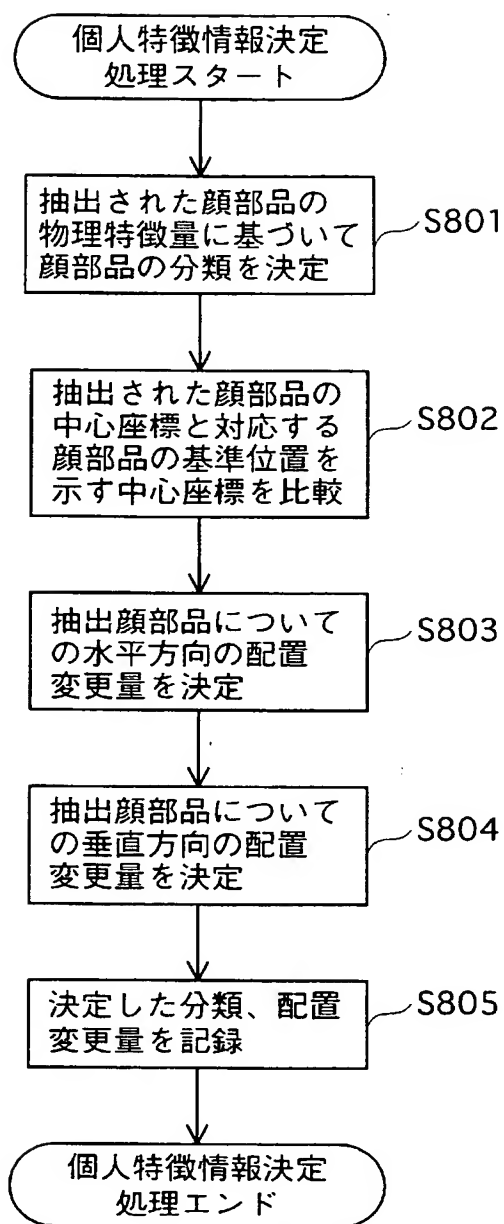 個人特徴情報決定
処理スタート
抽出された顔部品の
物理特徴量に基づいて
顔部品の分類を決定
S801
抽出された顔部品の
中心座標と対応する
顔部品の基準位置を
示す中心座標を比較
S802
抽出顔部品について
の水平方向の配置
変更量を決定
S803
抽出顔部品について
の垂直方向の配置
変更量を決定
S804
決定した分類、配置
変更量を記録
S805
個人特徴情報決定
処理エンド